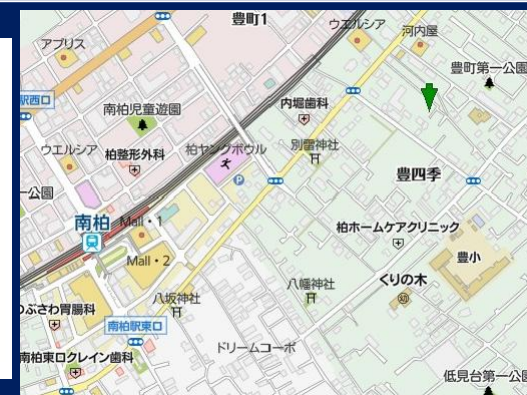 豊町1
ウエルシア
河内屋
アプリス
豊町第一公園
駅西口
南柏児童遊園
内堀歯科
ウエルシア
柏整形外科
柏ヤングボウル
別雷神社
豊四季
一公園
南柏
Mall・1
柏ホームケアクリニック
豊小
Mall・2
八幡神社
くりの木
つぶさわ胃腸科
八坂神社
南柏駅東口
ドリームコーポ
南柏東口クレイン歯科
低見台第一公園